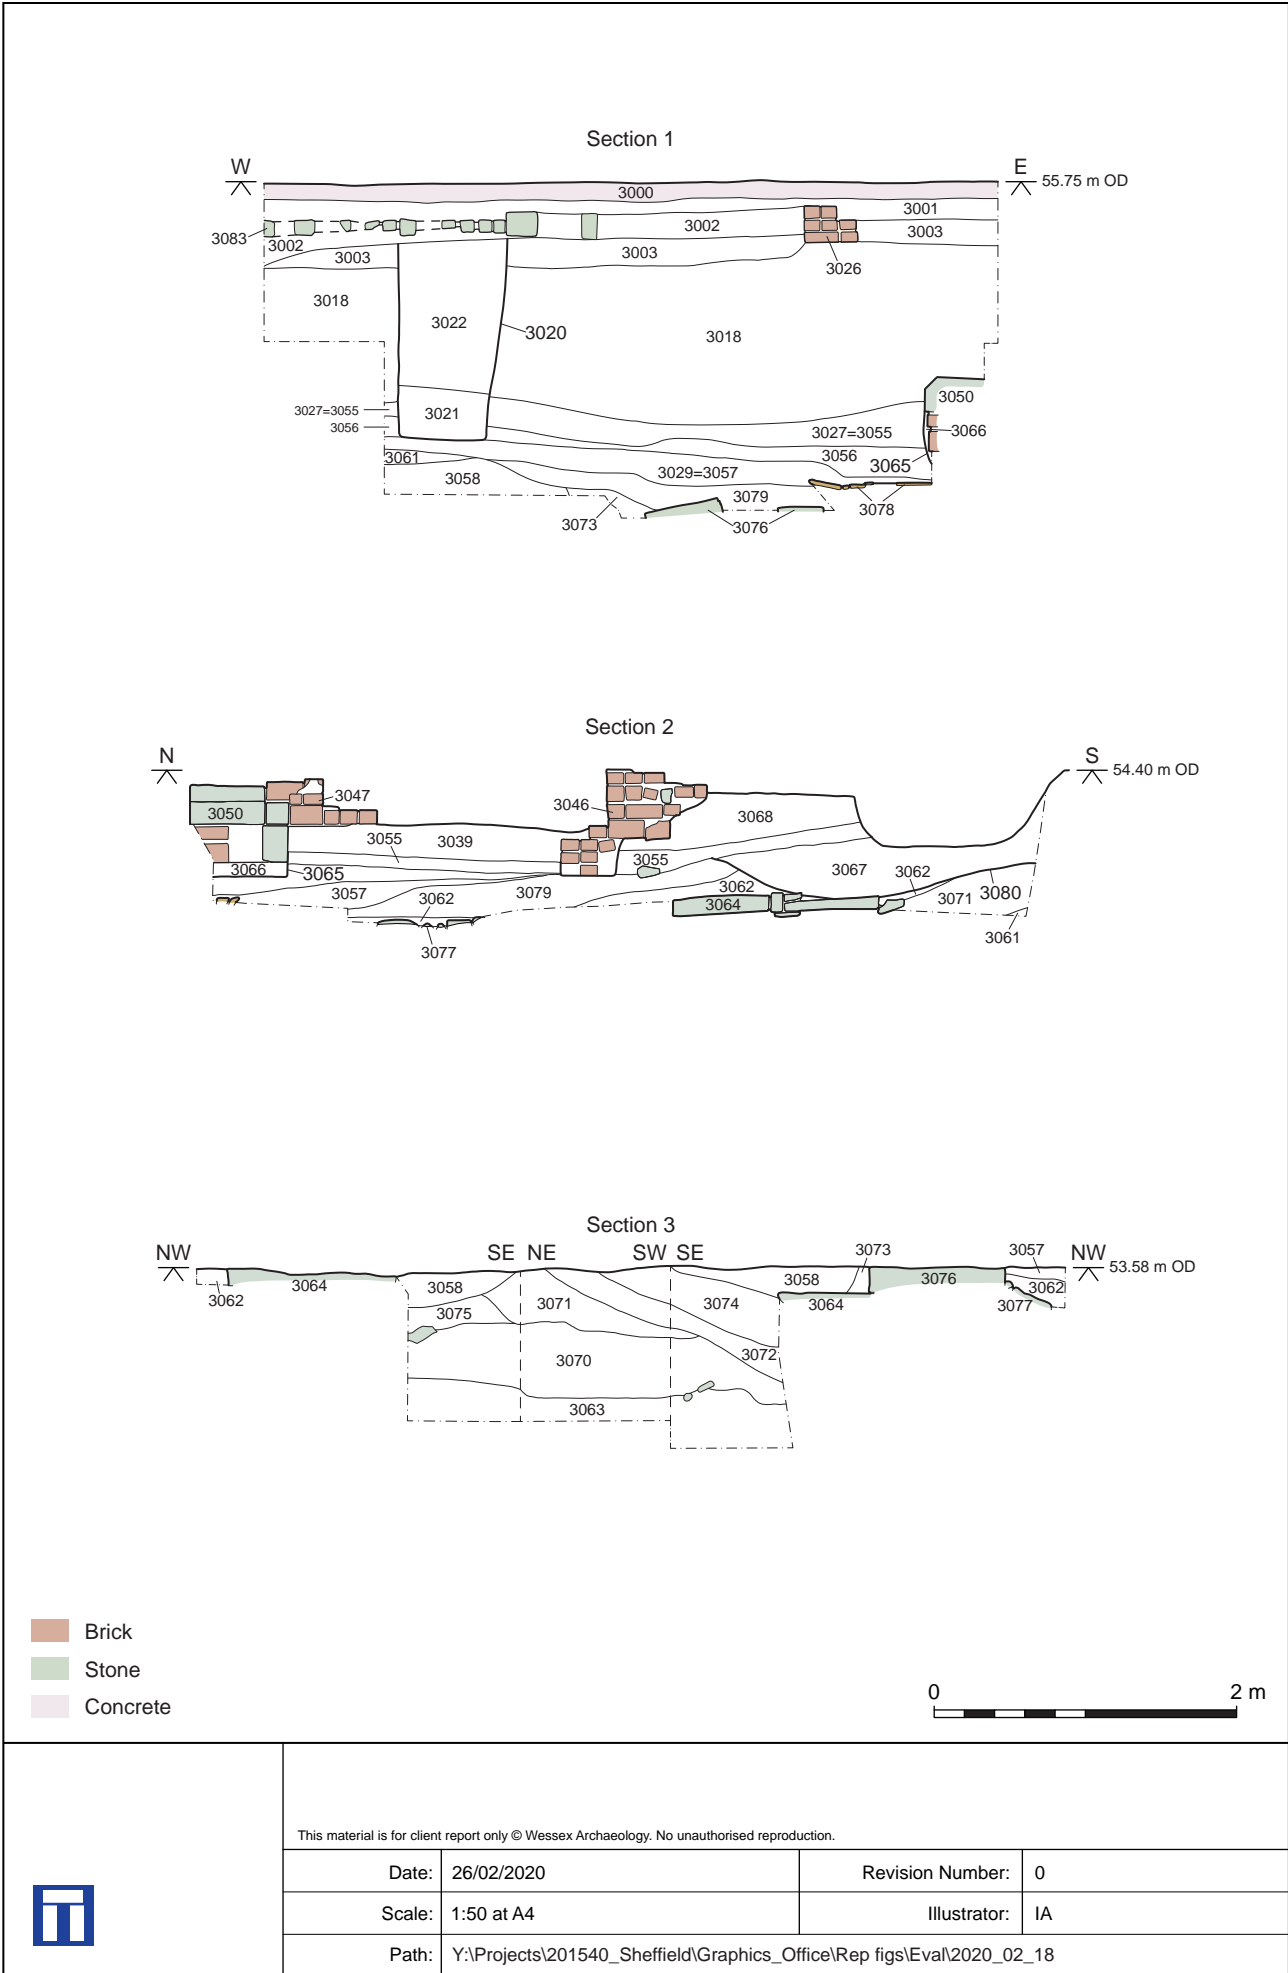 Section 1
W
E
55.75 m OD
3000
3001
3083
3002
3002
3003
3003
3003
3026
3018
3022
3020
3018
3050
3027=3055
3021
3066
3056
3027=3055
3056
3061
3065
3058
3029=3057
3079
3078
3073
3076
Section 2
N
S
54.40 m OD
3047
3046
3050
3068
3055
3039
3055
3066
3065
3067
3062
3057
3079
3062
3062
3064
3071
3080
3061
3077
Section 3
NW
SE
NE
SW
SE
3073
3057
NW
53.58 m OD
3062
3064
3058
3058
3076
3062
3075
3071
3074
3064
3077
3070
3072
3063
Brick
Stone
Concrete
0
2 m
This material is for client report only © Wessex Archaeology. No unauthorised reproduction.
Date:
26/02/2020
Revision Number:
0
Scale:
1:50 at A4
Illustrator:
IA
Path:
Y:\Projects\201540_Sheffield\Graphics_Office\Rep figs\Eval\2020_02_18